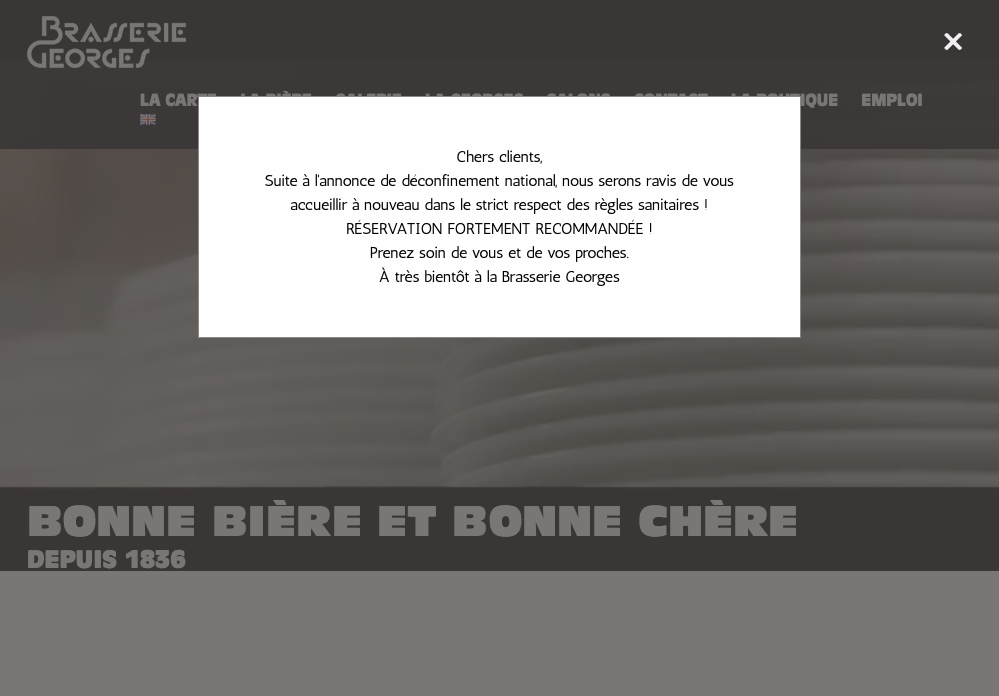 BRASSERIE
GEORGES
LA CARTE LA BIÈRE GALERIE LA GEORGES SALONS CONTACT LA BOUTIQUE EMPLOI
Chers clients,
Suite à l'annonce de déconfinement national, nous serons ravis de vous
accueillir à nouveau dans le strict respect des règles sanitaires !
RÉSERVATION FORTEMENT RECOMMANDÉE !
Prenez soin de vous et de vos proches.
À très bientôt à la Brasserie Georges
BONNE BIÈRE ET BONNE CHÈRE
DEPUIS 1836